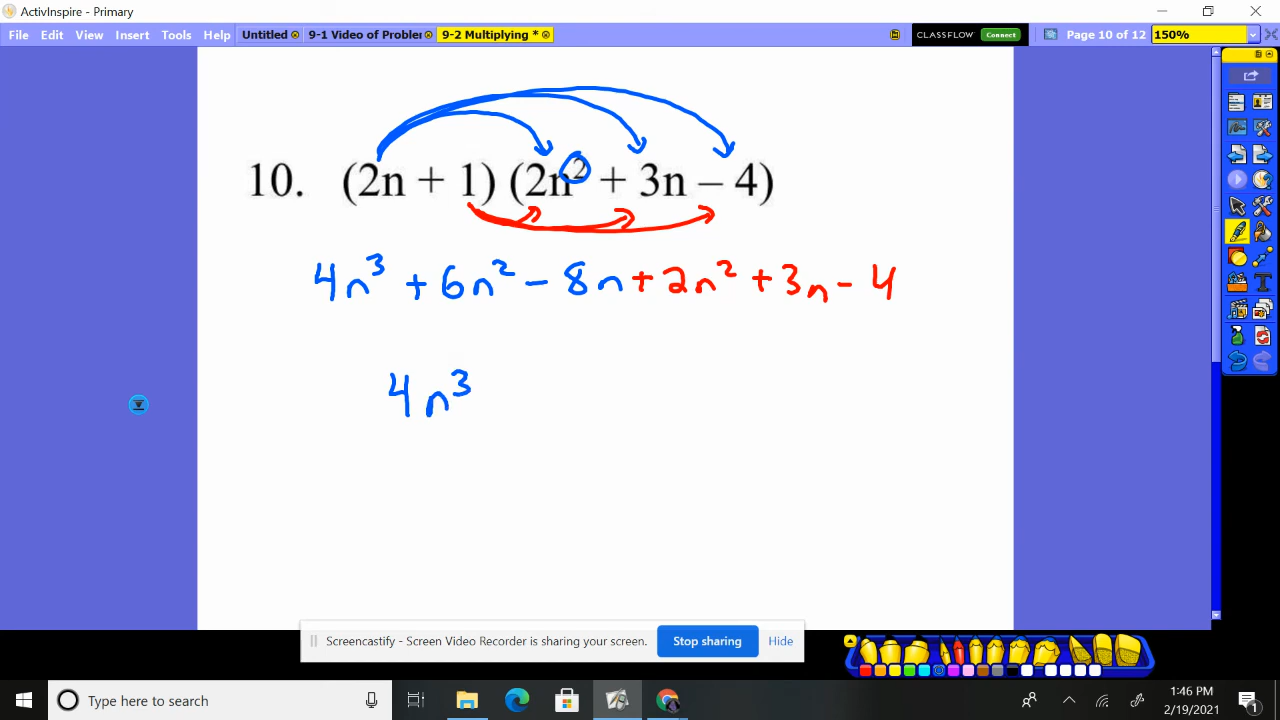 ActivInspire - Primary
File Edit View Insert Tools Help Untitled 9-1 Video of Probler 9-2 Multiplying * CLASSFLOW Connect Page 10 of 12 150%
10. (2n + 1) (2n² + 3n – 4)
4n³ + 6n² - 8n + 2n² + 3n - 4
4n³
Screencastify - Screen Video Recorder is sharing your screen. Stop sharing Hide
Type here to search
1:46 PM
2/19/2021
1